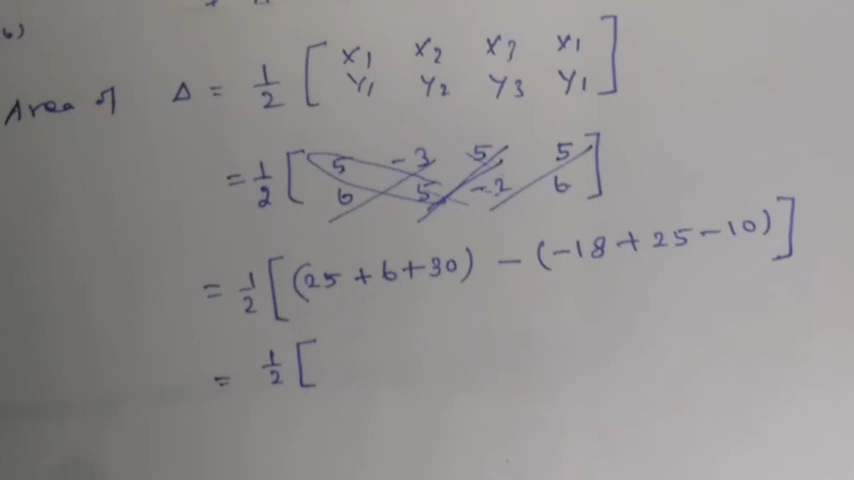 b)
Area of Δ = 1/2 [ x1 x2 x3 x1
y1 y2 y3 y1 ]
= 1/2 [ 5 -3 5 5
6 5 -2 6 ]
= 1/2 [(25 + 6 + 30) - (-18 + 25 - 10)]
= 1/2 [